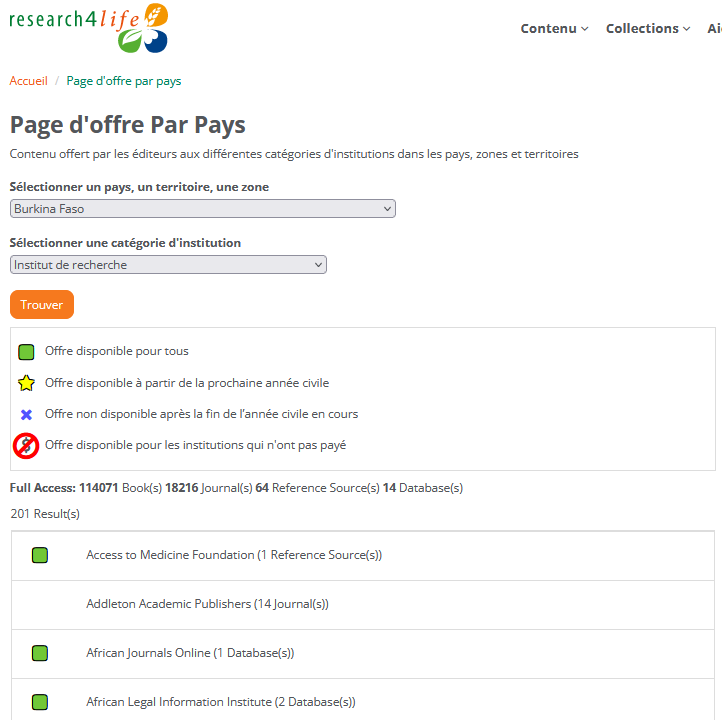 research4life
Contenu Collections
Accueil / Page d'offre par pays
Page d'offre Par Pays
Contenu offert par les éditeurs aux différentes catégories d'institutions dans les pays, zones et territoires
Sélectionner un pays, un territoire, une zone
Burkina Faso
Sélectionner une catégorie d'institution
Institut de recherche
Trouver
Offre disponible pour tous
Offre disponible à partir de la prochaine année civile
Offre non disponible après la fin de l’année civile en cours
$ Offre disponible pour les institutions qui n'ont pas payé
Full Access: 114071 Book(s) 18216 Journal(s) 64 Reference Source(s) 14 Database(s)
201 Result(s)
Access to Medicine Foundation (1 Reference Source(s))
Addleton Academic Publishers (14 Journal(s))
African Journals Online (1 Database(s))
African Legal Information Institute (2 Database(s))